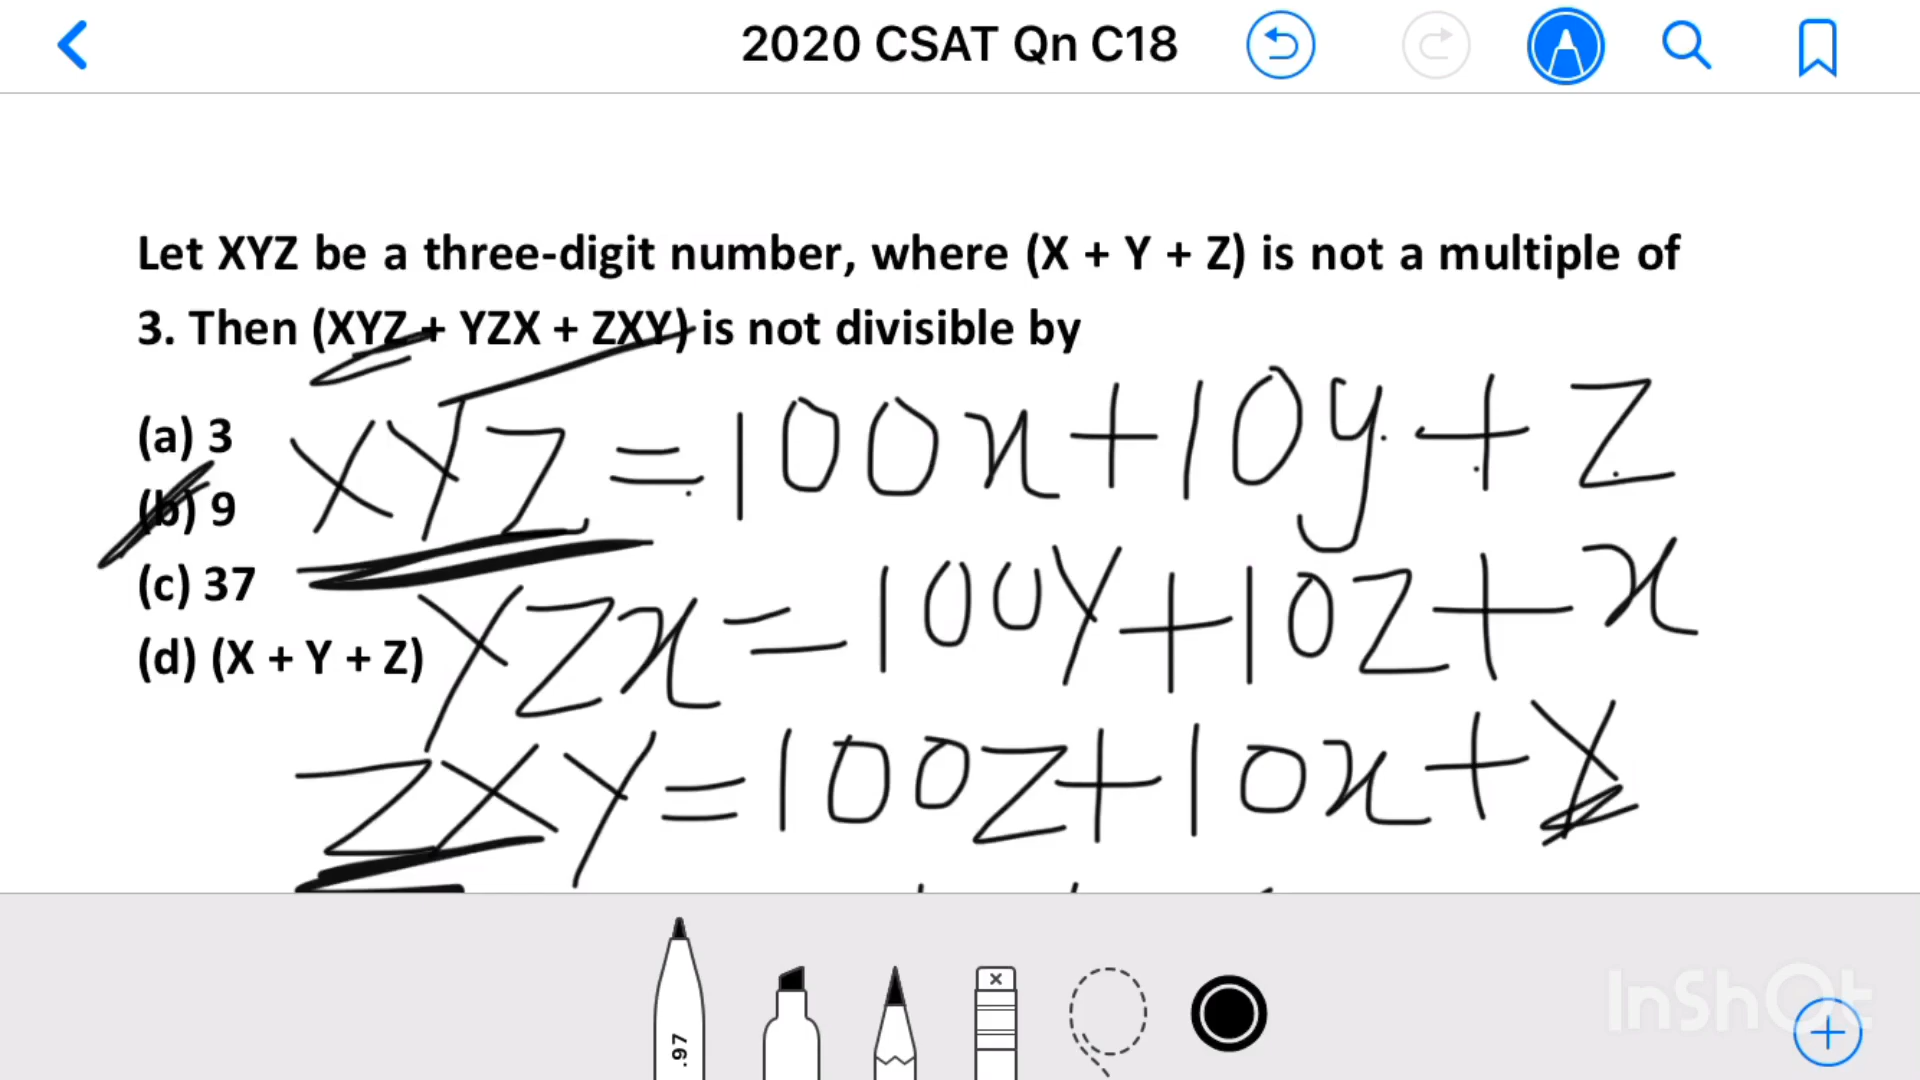 2020 CSAT Qn C18
Let XYZ be a three-digit number, where (X + Y + Z) is not a multiple of
3. Then (XYZ + YZX + ZXY) is not divisible by
(a) 3
XYZ = 100x + 10y + Z
(b) 9
(c) 37
YZx = 100Y + 10Z + x
(d) (X + Y + Z)
ZXY = 100Z + 10x + Y
.97
InShOt